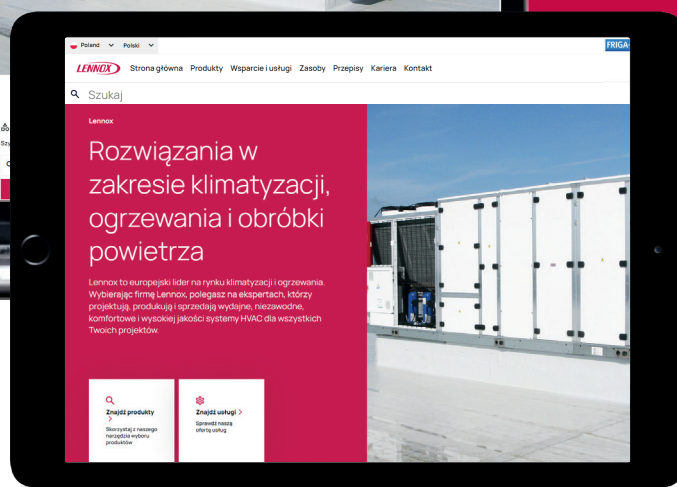 Poland Polski
FRIGA-
LENNOX Strona główna Produkty Wsparcie i usługi Zasoby Przepisy Kariera Kontakt
Szukaj
Lennox
Rozwiązania w
zakresie klimatyzacji,
ogrzewania i obróbki
powietrza
Lennox to europejski lider na rynku klimatyzacji i ogrzewania.
Wybierając firmę Lennox, polegasz na ekspertach, którzy
projektują, produkują i sprzedają wydajne, niezawodne,
komfortowe i wysokiej jakości systemy HVAC dla wszystkich
Twoich projektów.
Znajdź produkty
>
Skorzystaj z naszego
narzędzia wyboru
produktów
Znajdź usługi >
Sprawdź naszą
ofertę usług